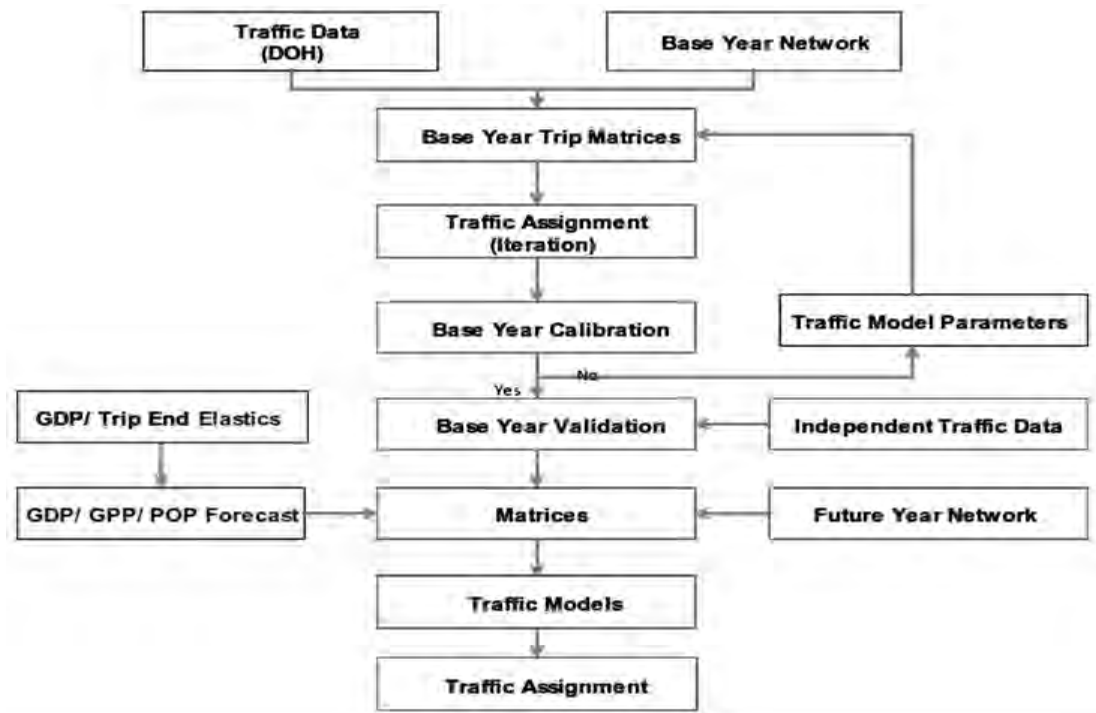 Traffic Data
(DOH)
Base Year Network
Base Year Trip Matrices
Traffic Assignment
(Iteration)
Base Year Calibration
Traffic Model Parameters
No
Yes
GDP/ Trip End Elastics
Base Year Validation
Independent Traffic Data
GDP/ GPP/ POP Forecast
Matrices
Future Year Network
Traffic Models
Traffic Assignment